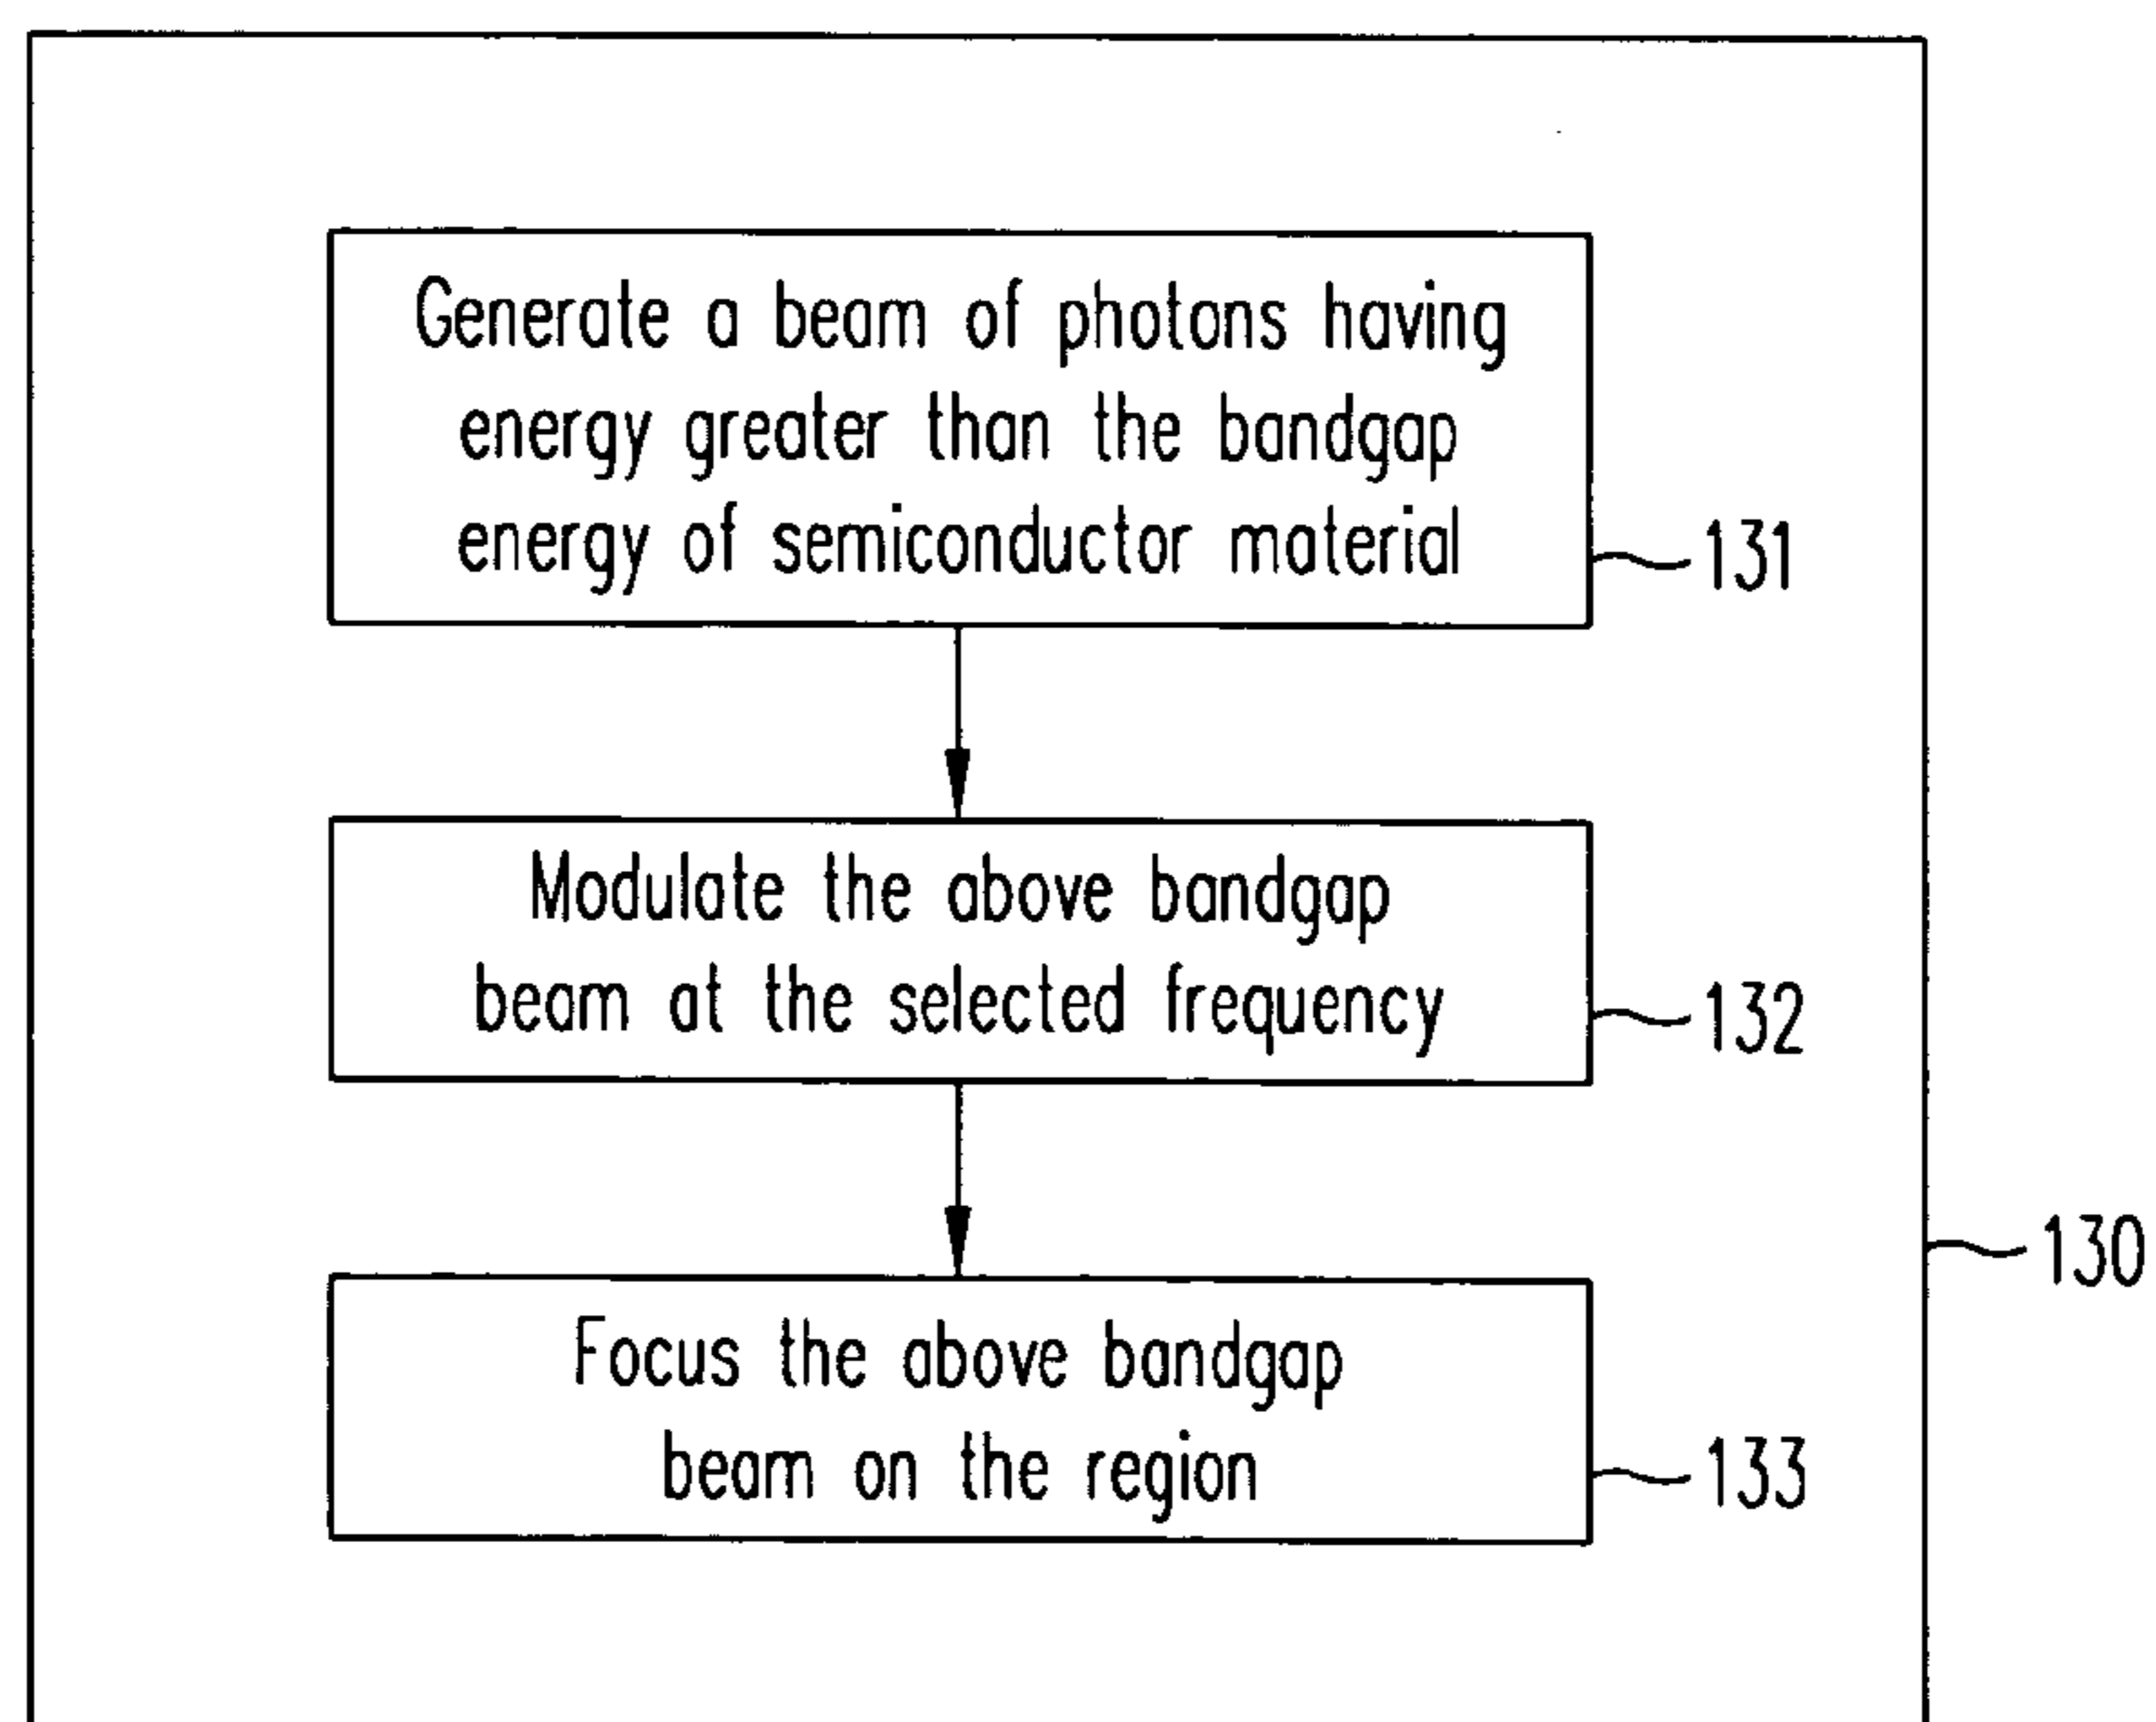 Generate a beam of photons having
energy greater than the bandgap
energy of semiconductor material
131
Modulate the above bandgap
beam at the selected frequency
132
130
Focus the above bandgap
beam on the region
133